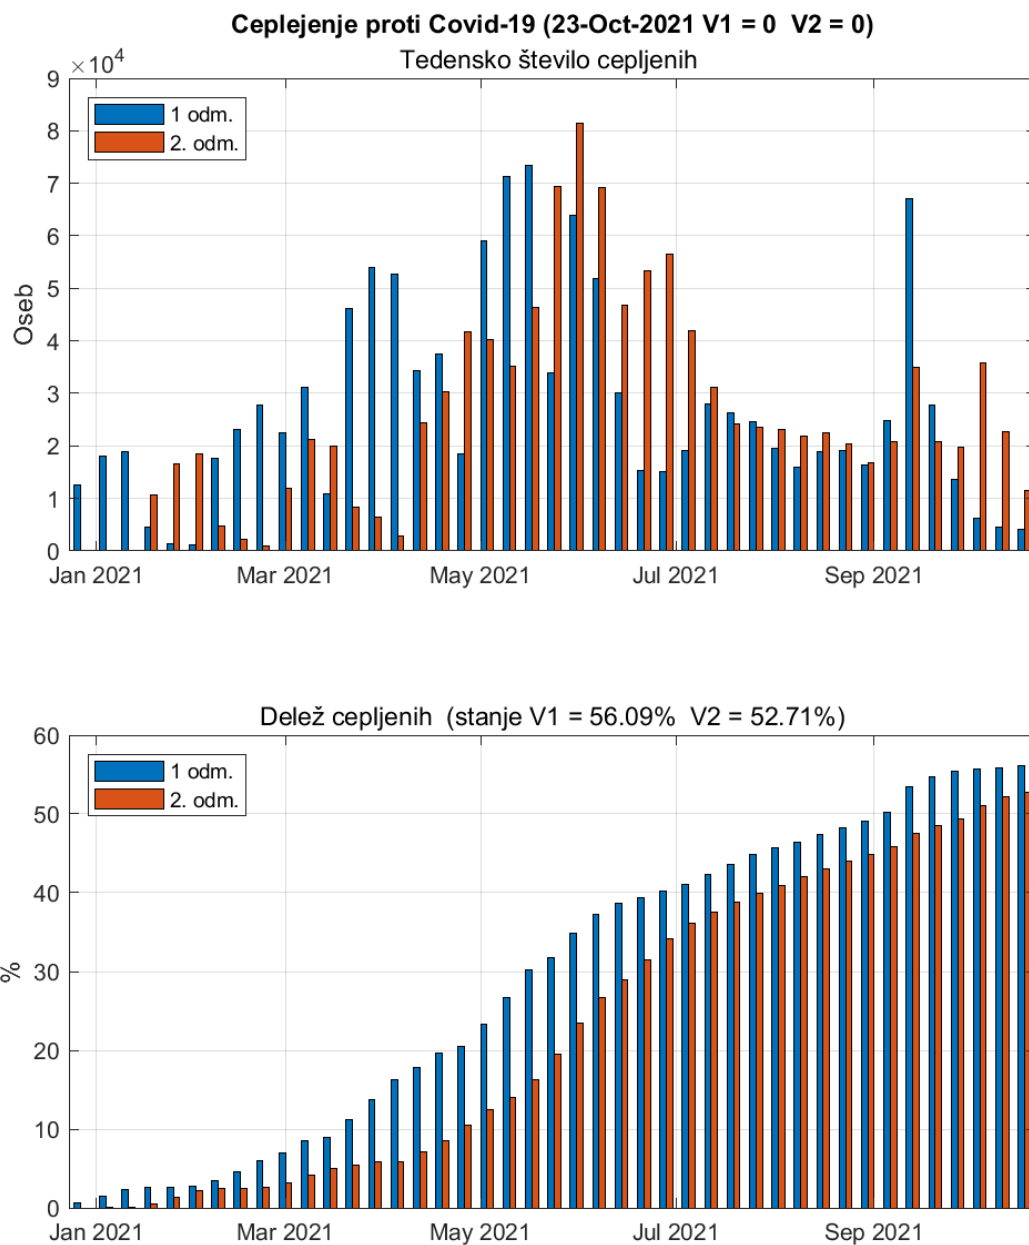 Ceplejenje proti Covid-19 (23-Oct-2021 V1 = 0  V2 = 0)
Tedensko število cepljenih
×10⁴
1 odm.
2. odm.
9
8
7
6
5
4
3
2
1
0
Oseb
Jan 2021 Mar 2021 May 2021 Jul 2021 Sep 2021
Delež cepljenih  (stanje V1 = 56.09%  V2 = 52.71%)
1 odm.
2. odm.
60
50
40
30
20
10
0
%
Jan 2021 Mar 2021 May 2021 Jul 2021 Sep 2021